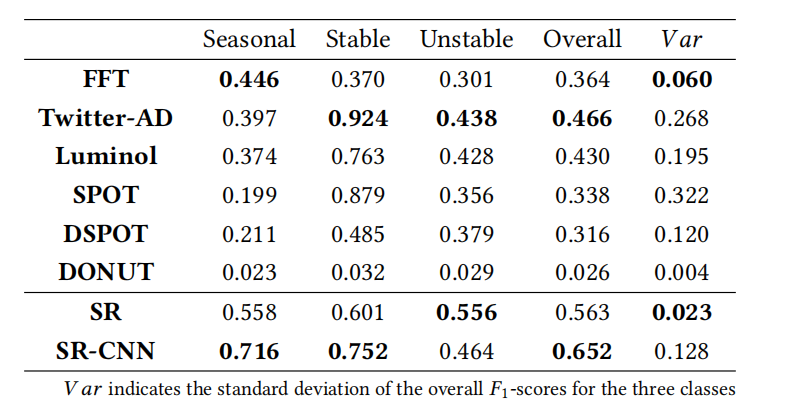 Seasonal Stable Unstable Overall Var
FFT 0.446 0.370 0.301 0.364 0.060
Twitter-AD 0.397 0.924 0.438 0.466 0.268
Luminol 0.374 0.763 0.428 0.430 0.195
SPOT 0.199 0.879 0.356 0.338 0.322
DSPOT 0.211 0.485 0.379 0.316 0.120
DONUT 0.023 0.032 0.029 0.026 0.004
SR 0.558 0.601 0.556 0.563 0.023
SR-CNN 0.716 0.752 0.464 0.652 0.128
Var indicates the standard deviation of the overall F₁-scores for the three classes